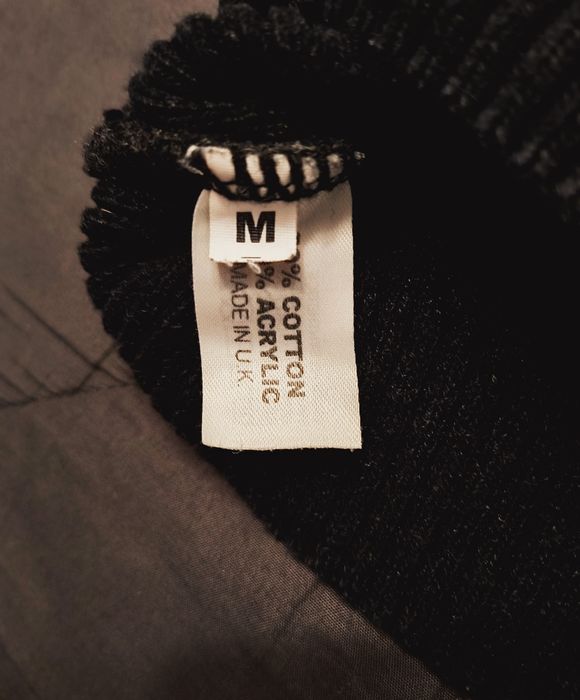 M
% COTTON
% ACRYLIC
MADE IN U K